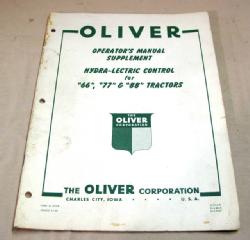 OLIVER
OPERATOR'S MANUAL
SUPPLEMENT
HYDRA-LECTRIC CONTROL
for
"66", "77" & "88" TRACTORS
THE
OLIVER
CORPORATION
THE OLIVER CORPORATION
CHARLES CITY, IOWA · · · · U. S. A.